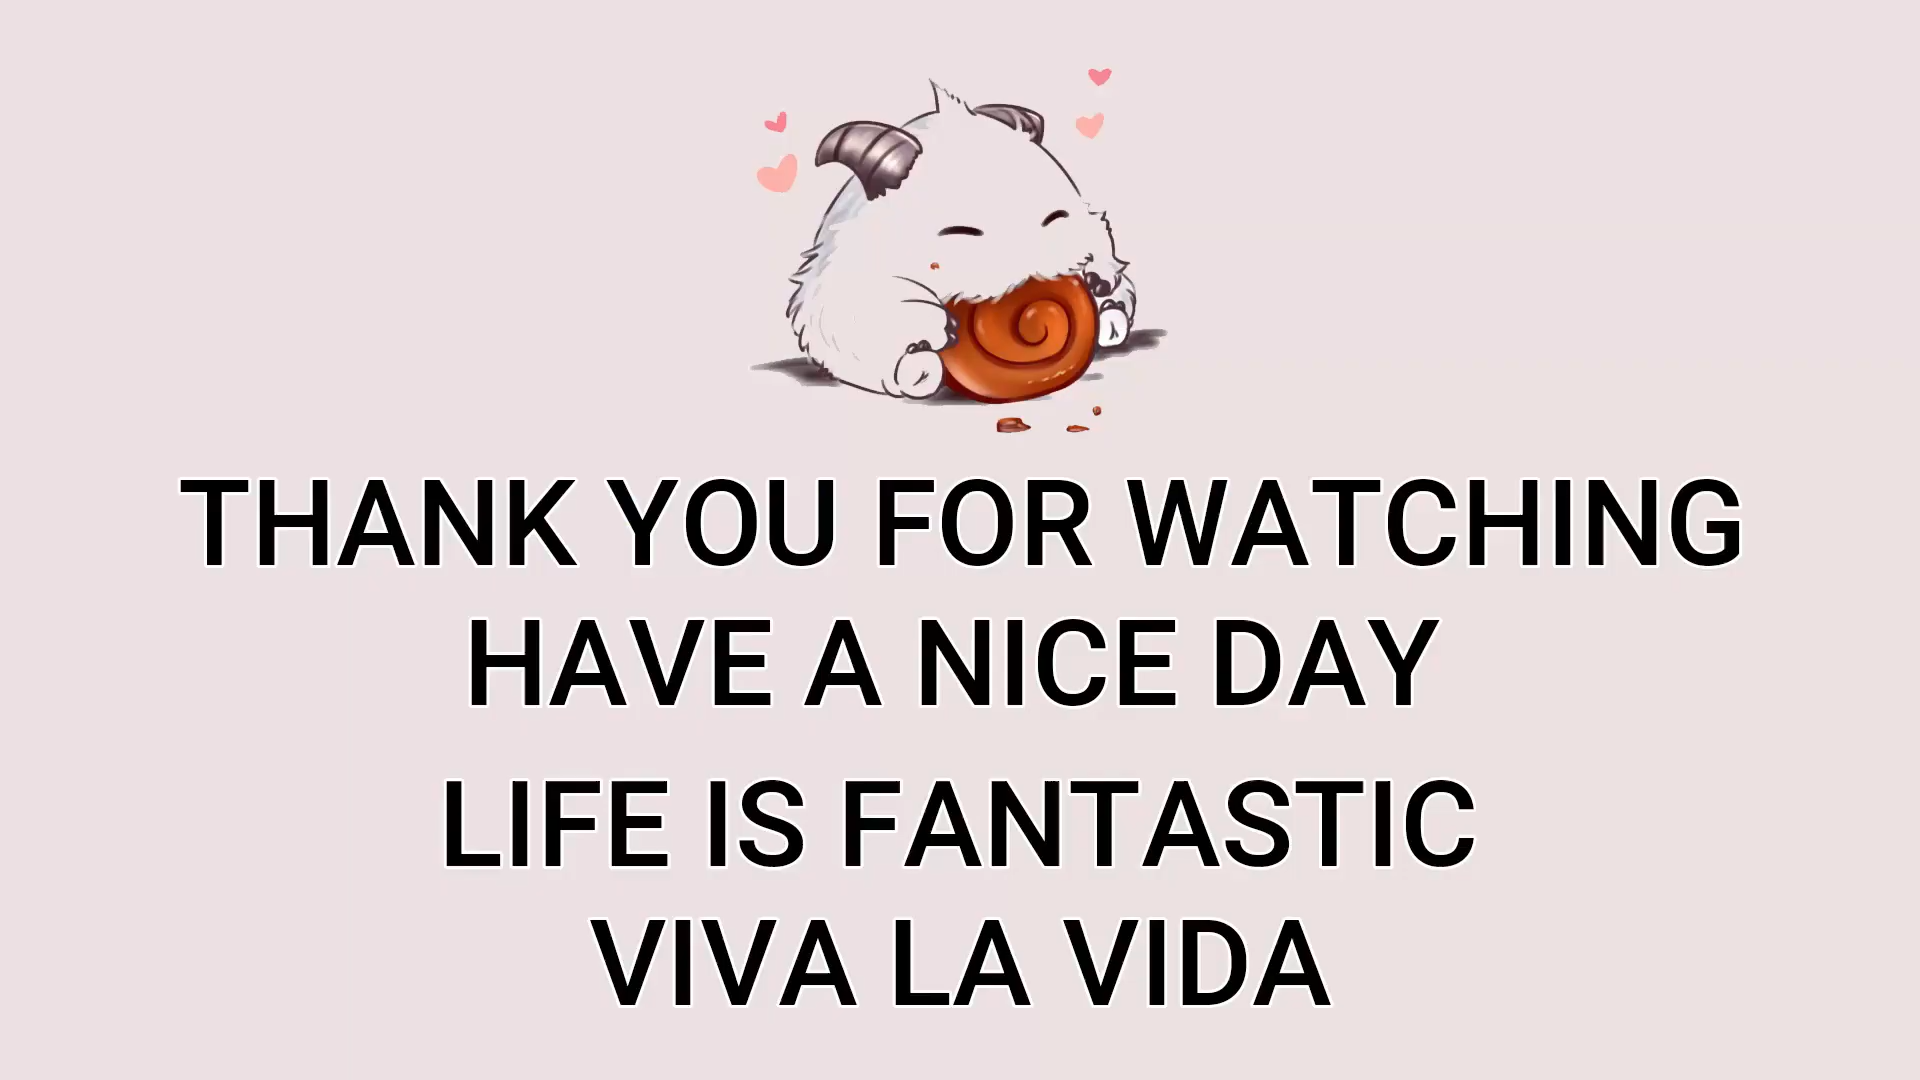 THANK YOU FOR WATCHING
HAVE A NICE DAY
LIFE IS FANTASTIC
VIVA LA VIDA